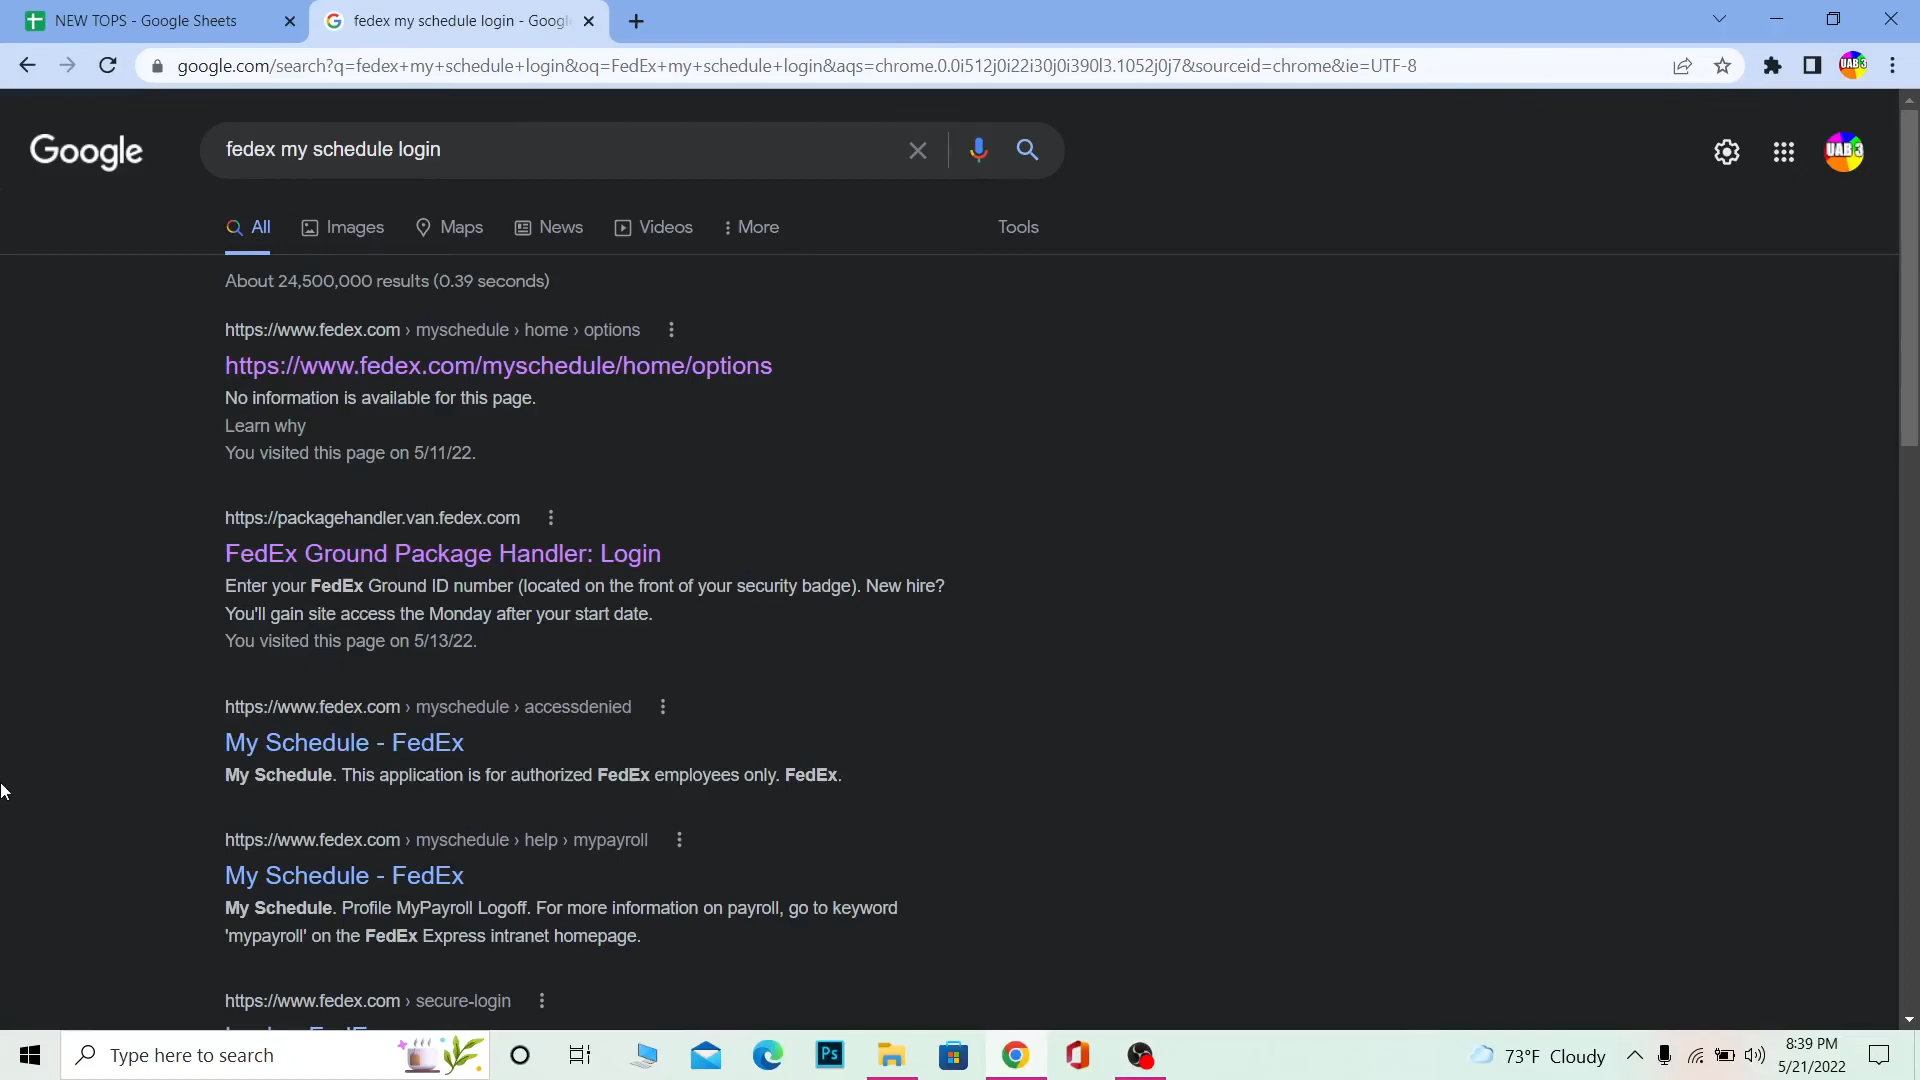 NEW TOPS - Google Sheets
fedex my schedule login - Googl
google.com/search?q=fedex+my+schedule+login&oq=FedEx+my+schedule+login&aqs=chrome.0.0i512j0i22i30j0i390l3.1052j0j7&sourceid=chrome&ie=UTF-8
UAB 3
Google
fedex my schedule login
UAB 3
All
Images
Maps
News
Videos
More
Tools
About 24,500,000 results (0.39 seconds)
https://www.fedex.com › myschedule › home › options
https://www.fedex.com/myschedule/home/options
No information is available for this page.
Learn why
You visited this page on 5/11/22.
https://packagehandler.van.fedex.com
FedEx Ground Package Handler: Login
Enter your FedEx Ground ID number (located on the front of your security badge). New hire?
You'll gain site access the Monday after your start date.
You visited this page on 5/13/22.
https://www.fedex.com › myschedule › accessdenied
My Schedule - FedEx
My Schedule. This application is for authorized FedEx employees only. FedEx.
https://www.fedex.com › myschedule › help › mypayroll
My Schedule - FedEx
My Schedule. Profile MyPayroll Logoff. For more information on payroll, go to keyword
'mypayroll' on the FedEx Express intranet homepage.
https://www.fedex.com › secure-login
Type here to search
Ps
73°F Cloudy
8:39 PM
5/21/2022